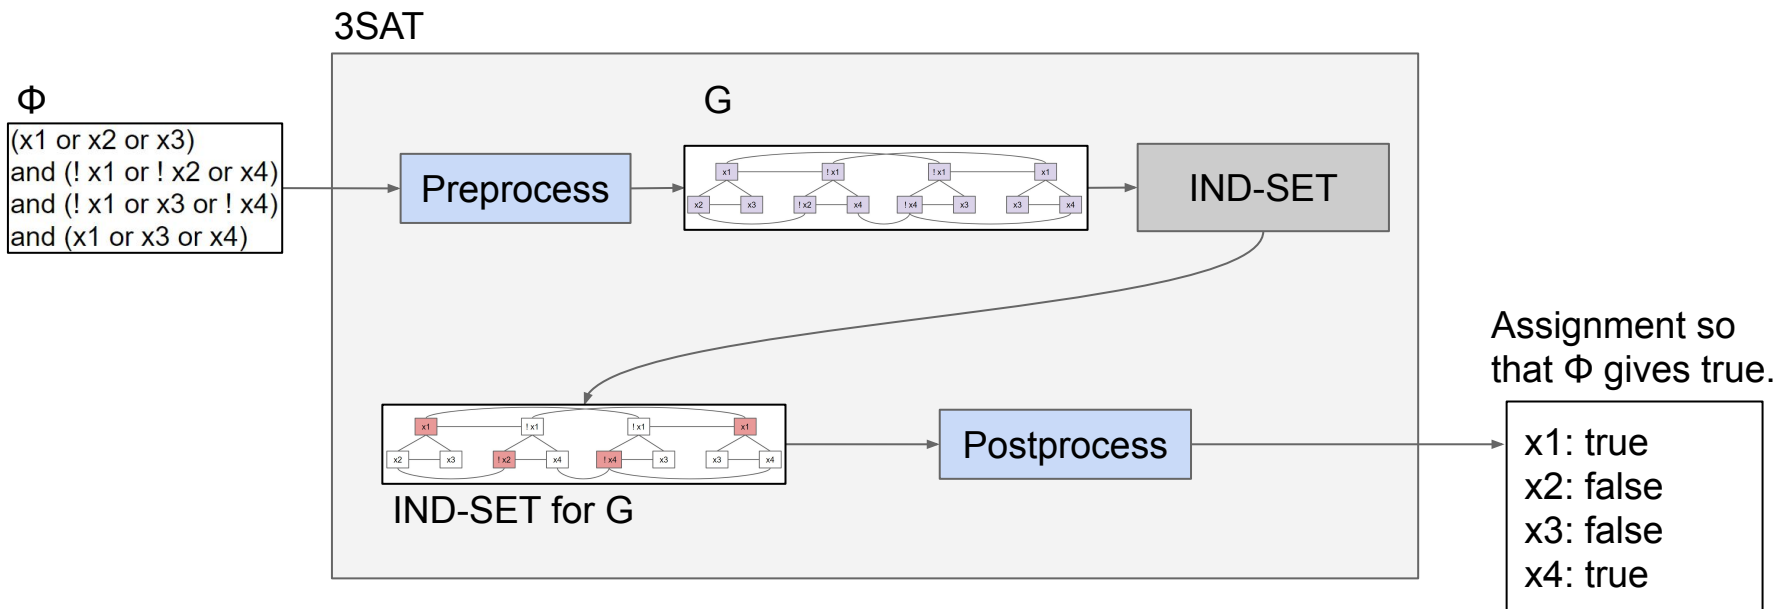 3SAT
Φ
(x1 or x2 or x3)
and (! x1 or ! x2 or x4)
and (! x1 or x3 or ! x4)
and (x1 or x3 or x4)
Preprocess
G
x1 ! x1 ! x1 x1
x2 x3 ! x2 x4 ! x4 x3 x3 x4
IND-SET
x1 ! x1 ! x1 x1
x2 x3 ! x2 x4 ! x4 x3 x3 x4
IND-SET for G
Postprocess
Assignment so
that Φ gives true.
x1: true
x2: false
x3: false
x4: true